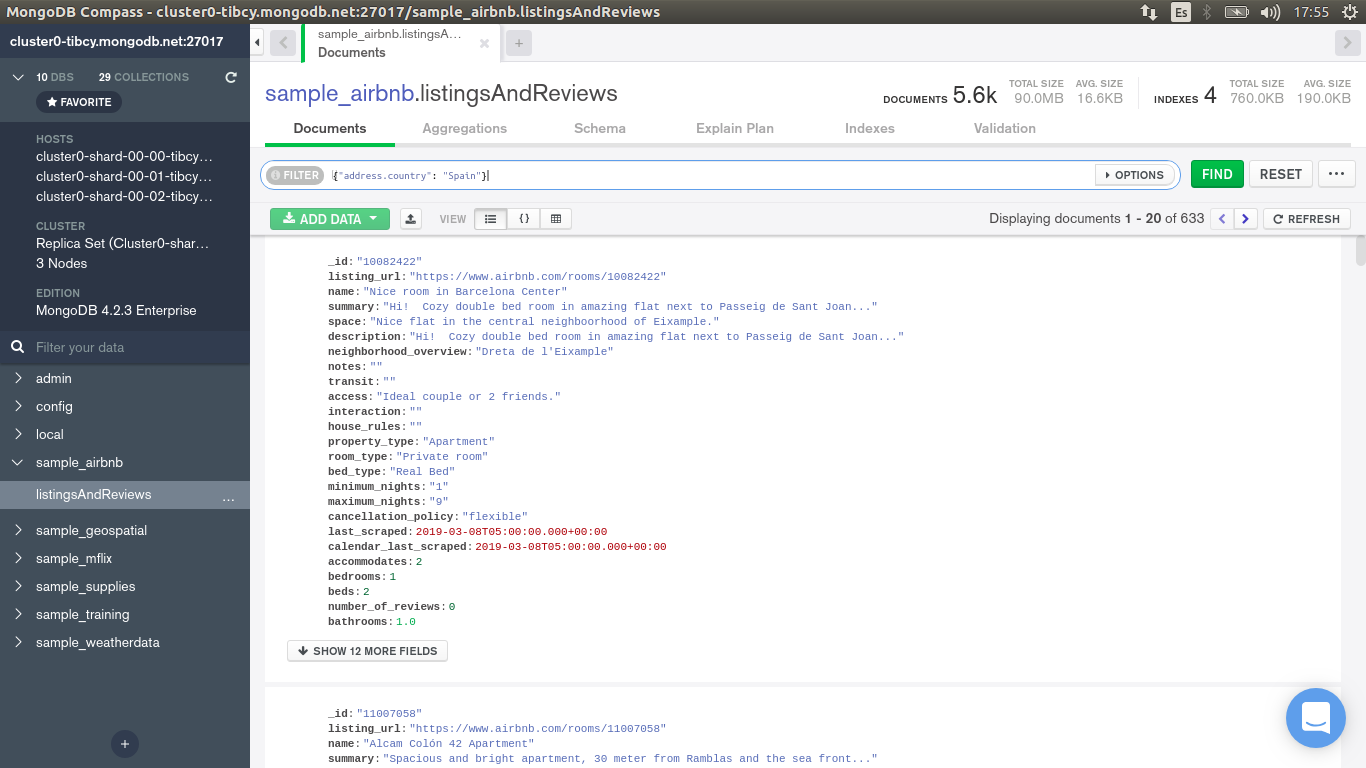 MongoDB Compass - cluster0-tibcy.mongodb.net:27017/sample_airbnb.listingsAndReviews
Es
17:55
cluster0-tibcy.mongodb.net:27017
10 DBS 29 COLLECTIONS
FAVORITE
HOSTS
cluster0-shard-00-00-tibcy...
cluster0-shard-00-01-tibcy...
cluster0-shard-00-02-tibcy...
CLUSTER
Replica Set (Cluster0-shar...
3 Nodes
EDITION
MongoDB 4.2.3 Enterprise
Filter your data
admin
config
local
sample_airbnb
listingsAndReviews ...
sample_geospatial
sample_mflix
sample_supplies
sample_training
sample_weatherdata
+
sample_airbnb.listingsA...
Documents
+
sample_airbnb.listingsAndReviews
DOCUMENTS 5.6k TOTAL SIZE 90.0MB AVG. SIZE 16.6KB
INDEXES 4 TOTAL SIZE 760.0KB AVG. SIZE 190.0KB
Documents Aggregations Schema Explain Plan Indexes Validation
FILTER {"address.country": "Spain"}
OPTIONS FIND RESET ...
ADD DATA VIEW {}
Displaying documents 1 - 20 of 633 < > REFRESH
_id: "10082422"
listing_url: "https://www.airbnb.com/rooms/10082422"
name: "Nice room in Barcelona Center"
summary: "Hi!  Cozy double bed room in amazing flat next to Passeig de Sant Joan..."
space: "Nice flat in the central neighboorhood of Eixample."
description: "Hi!  Cozy double bed room in amazing flat next to Passeig de Sant Joan..."
neighborhood_overview: "Dreta de l'Eixample"
notes: ""
transit: ""
access: "Ideal couple or 2 friends."
interaction: ""
house_rules: ""
property_type: "Apartment"
room_type: "Private room"
bed_type: "Real Bed"
minimum_nights: "1"
maximum_nights: "9"
cancellation_policy: "flexible"
last_scraped: 2019-03-08T05:00:00.000+00:00
calendar_last_scraped: 2019-03-08T05:00:00.000+00:00
accommodates: 2
bedrooms: 1
beds: 2
number_of_reviews: 0
bathrooms: 1.0
SHOW 12 MORE FIELDS
_id: "11007058"
listing_url: "https://www.airbnb.com/rooms/11007058"
name: "Alcam Colón 42 Apartment"
summary: "Spacious and bright apartment, 30 meter from Ramblas and the sea front..."